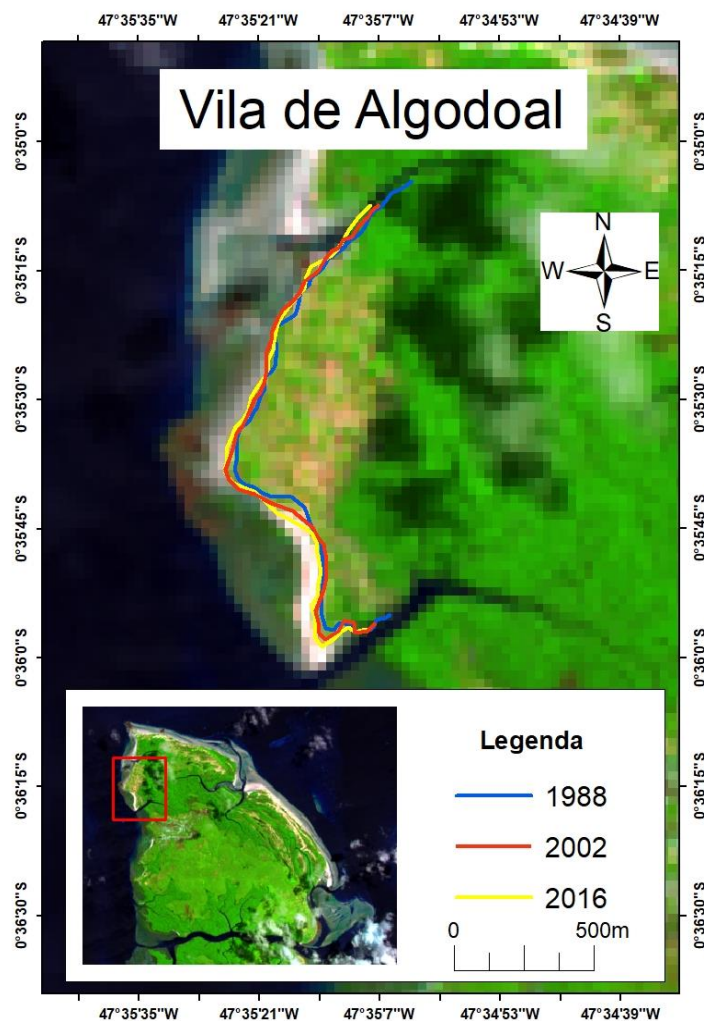 47°35'35"W 47°35'21"W 47°35'7"W 47°34'53"W 47°34'39"W
Vila de Algodoal
0°35'0"S 0°35'0"S
N
W E
S
0°35'15"S 0°35'15"S
0°35'30"S 0°35'30"S
0°35'45"S 0°35'45"S
0°36'0"S 0°36'0"S
Legenda
1988
2002
2016
0 500m
0°36'15"S 0°36'15"S
0°36'30"S 0°36'30"S
47°35'35"W 47°35'21"W 47°35'7"W 47°34'53"W 47°34'39"W